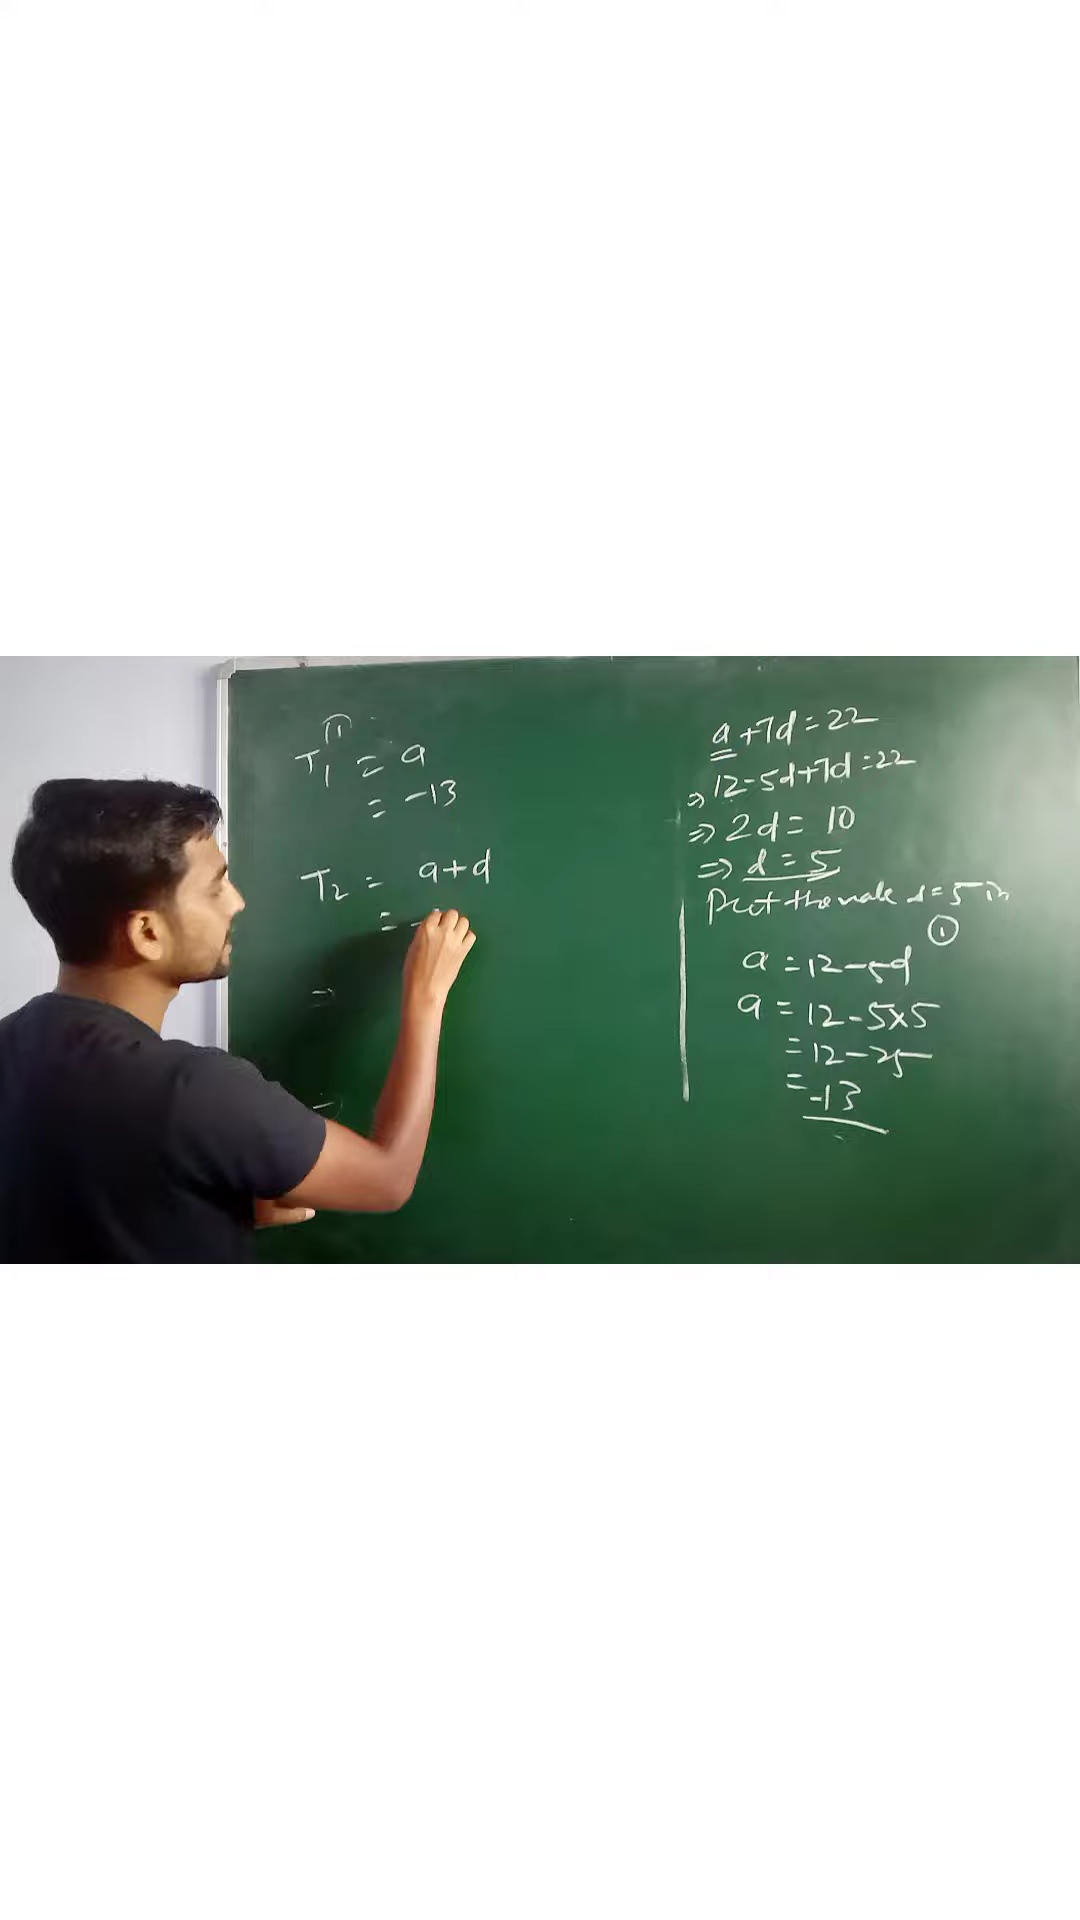 (1)
T1 = a
= -13
T2 = a+d
= -
⇒
⇒
a+7d=22
⇒ 12-5d+7d=22
⇒ 2d= 10
⇒ d = 5
Put the d=5 in
①
a =12-5d
a =12-5×5
=12-25
= -13